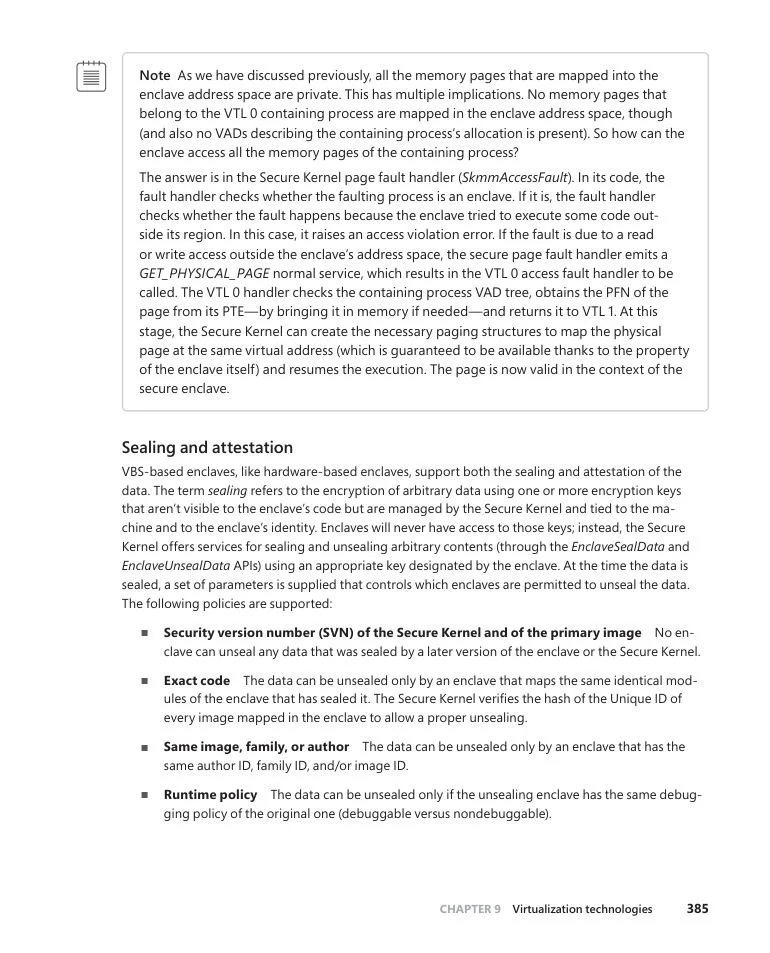 Note As we have discussed previously, all the memory pages that are mapped into the
enclave address space are private. This has multiple implications. No memory pages that
belong to the VTL 0 containing process are mapped in the enclave address space, though
(and also no VADs describing the containing process's allocation is present). So how can the
enclave access all the memory pages of the containing process?
The answer is in the Secure Kernel page fault handler (SkmmAccessFault). In its code, the
fault handler checks whether the faulting process is an enclave. If it is, the fault handler
checks whether the fault happens because the enclave tried to execute some code out-
side its region. In this case, it raises an access violation error. If the fault is due to a read
or write access outside the enclave's address space, the secure page fault handler emits a
GET_PHYSICAL_PAGE normal service, which results in the VTL 0 access fault handler to be
called. The VTL 0 handler checks the containing process VAD tree, obtains the PFN of the
page from its PTE—by bringing it in memory if needed—and returns it to VTL 1. At this
stage, the Secure Kernel can create the necessary paging structures to map the physical
page at the same virtual address (which is guaranteed to be available thanks to the property
of the enclave itself) and resumes the execution. The page is now valid in the context of the
secure enclave.
Sealing and attestation
VBS-based enclaves, like hardware-based enclaves, support both the sealing and attestation of the
data. The term sealing refers to the encryption of arbitrary data using one or more encryption keys
that aren't visible to the enclave's code but are managed by the Secure Kernel and tied to the ma-
chine and to the enclave's identity. Enclaves will never have access to those keys; instead, the Secure
Kernel offers services for sealing and unsealing arbitrary contents (through the EnclaveSealData and
EnclaveUnsealData APIs) using an appropriate key designated by the enclave. At the time the data is
sealed, a set of parameters is supplied that controls which enclaves are permitted to unseal the data.
The following policies are supported:
■ Security version number (SVN) of the Secure Kernel and of the primary image No en-
clave can unseal any data that was sealed by a later version of the enclave or the Secure Kernel.
■ Exact code The data can be unsealed only by an enclave that maps the same identical mod-
ules of the enclave that has sealed it. The Secure Kernel verifies the hash of the Unique ID of
every image mapped in the enclave to allow a proper unsealing.
■ Same image, family, or author The data can be unsealed only by an enclave that has the
same author ID, family ID, and/or image ID.
■ Runtime policy The data can be unsealed only if the unsealing enclave has the same debug-
ging policy of the original one (debuggable versus nondebuggable).
CHAPTER 9 Virtualization technologies 385